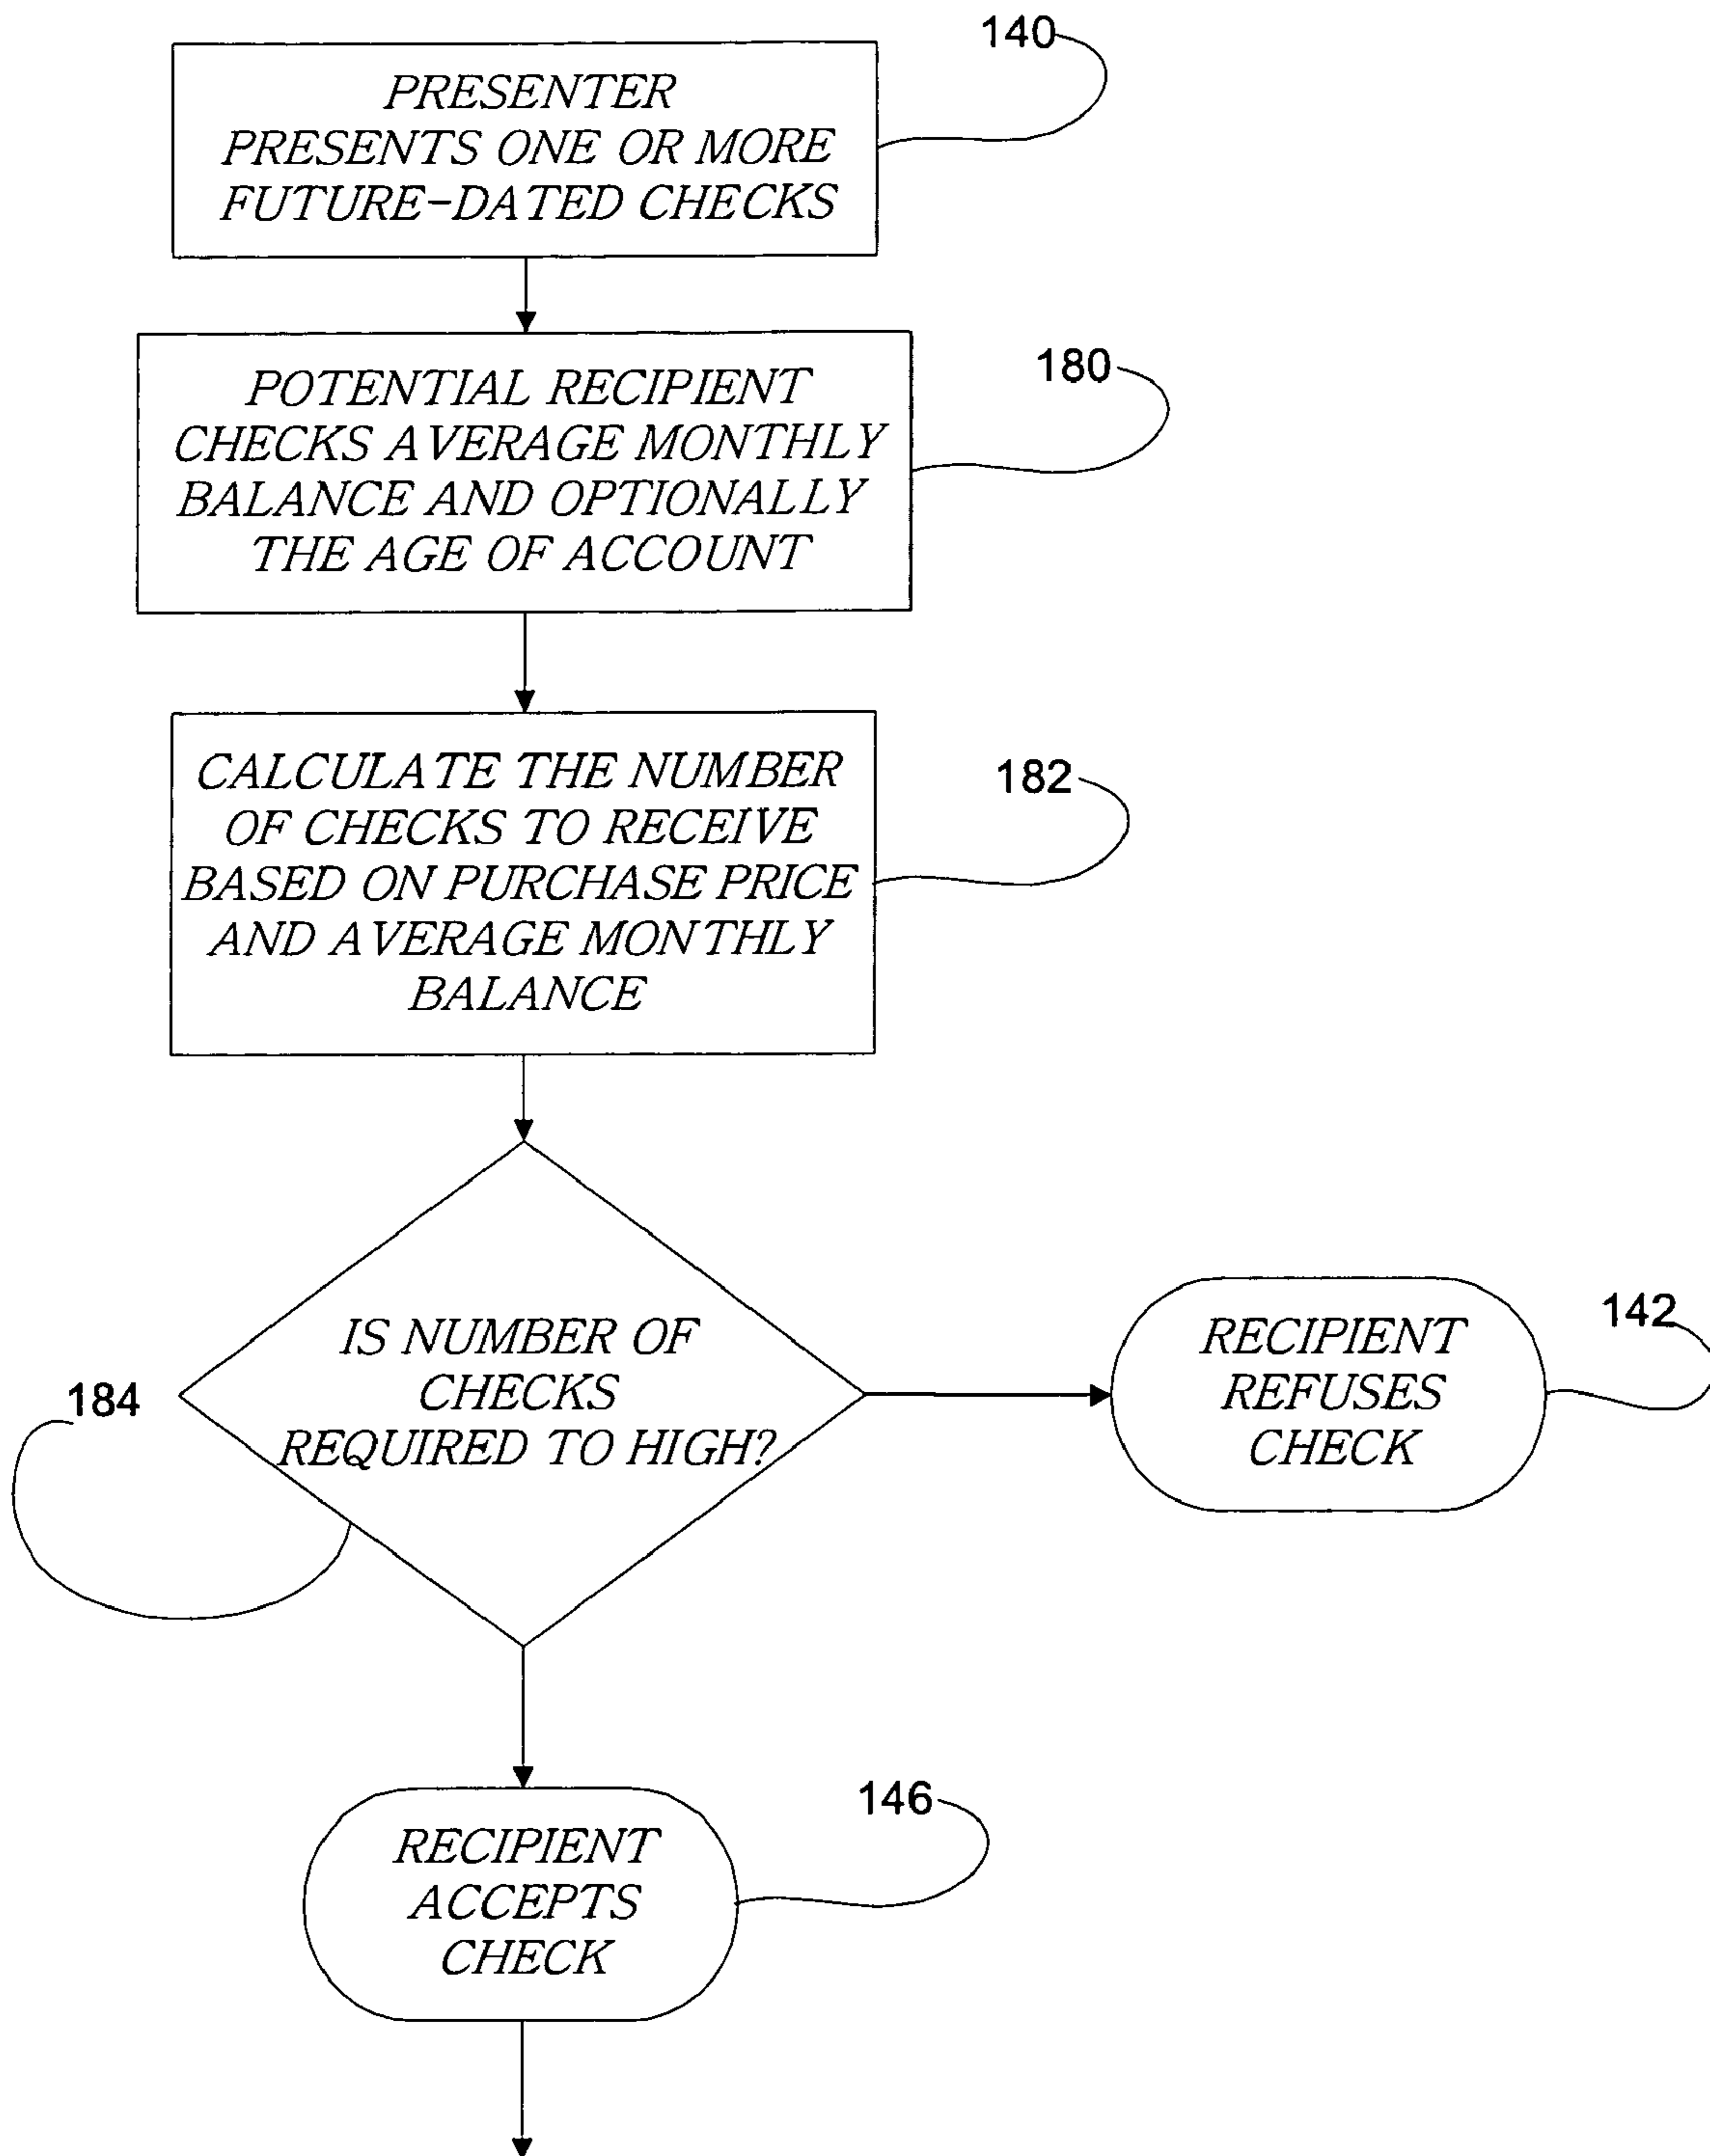 140
PRESENTER
PRESENTS ONE OR MORE
FUTURE-DATED CHECKS
180
POTENTIAL RECIPIENT
CHECKS AVERAGE MONTHLY
BALANCE AND OPTIONALLY
THE AGE OF ACCOUNT
182
CALCULATE THE NUMBER
OF CHECKS TO RECEIVE
BASED ON PURCHASE PRICE
AND AVERAGE MONTHLY
BALANCE
184
IS NUMBER OF
CHECKS
REQUIRED TO HIGH?
142
RECIPIENT
REFUSES
CHECK
146
RECIPIENT
ACCEPTS
CHECK